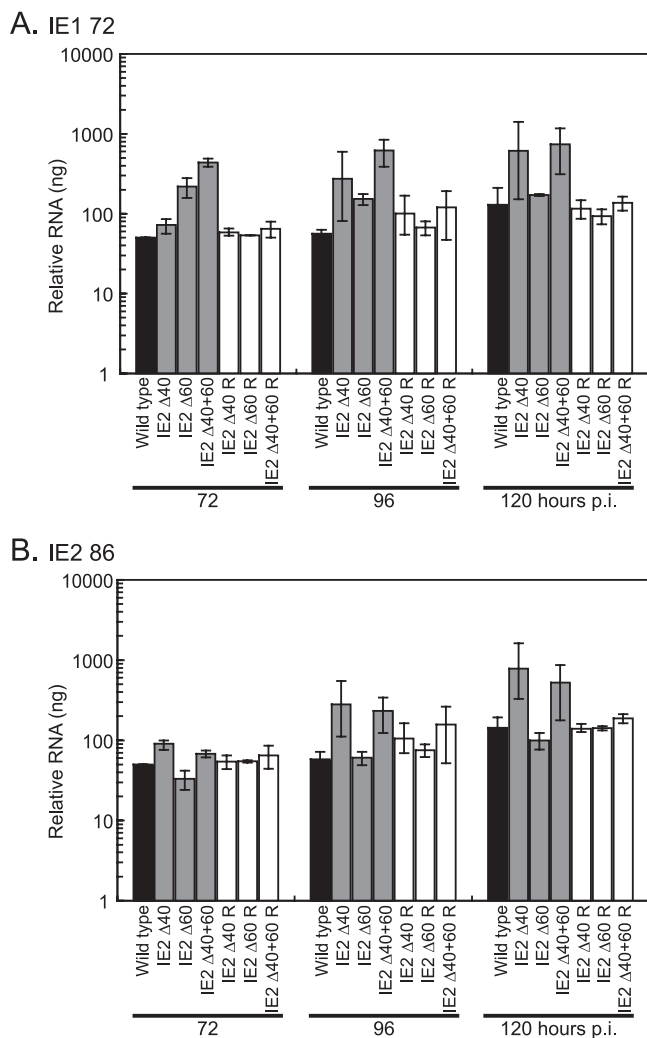 A. IE1 72
10000
1000
100
10
1
Relative RNA (ng)
Wild type
IE2 Δ40
IE2 Δ60
IE2 Δ40+60
IE2 Δ40 R
IE2 Δ60 R
IE2 Δ40+60 R
Wild type
IE2 Δ40
IE2 Δ60
IE2 Δ40+60
IE2 Δ40 R
IE2 Δ60 R
IE2 Δ40+60 R
Wild type
IE2 Δ40
IE2 Δ60
IE2 Δ40+60
IE2 Δ40 R
IE2 Δ60 R
IE2 Δ40+60 R
72
96
120 hours p.i.
B. IE2 86
10000
1000
100
10
1
Relative RNA (ng)
Wild type
IE2 Δ40
IE2 Δ60
IE2 Δ40+60
IE2 Δ40 R
IE2 Δ60 R
IE2 Δ40+60 R
Wild type
IE2 Δ40
IE2 Δ60
IE2 Δ40+60
IE2 Δ40 R
IE2 Δ60 R
IE2 Δ40+60 R
Wild type
IE2 Δ40
IE2 Δ60
IE2 Δ40+60
IE2 Δ40 R
IE2 Δ60 R
IE2 Δ40+60 R
72
96
120 hours p.i.